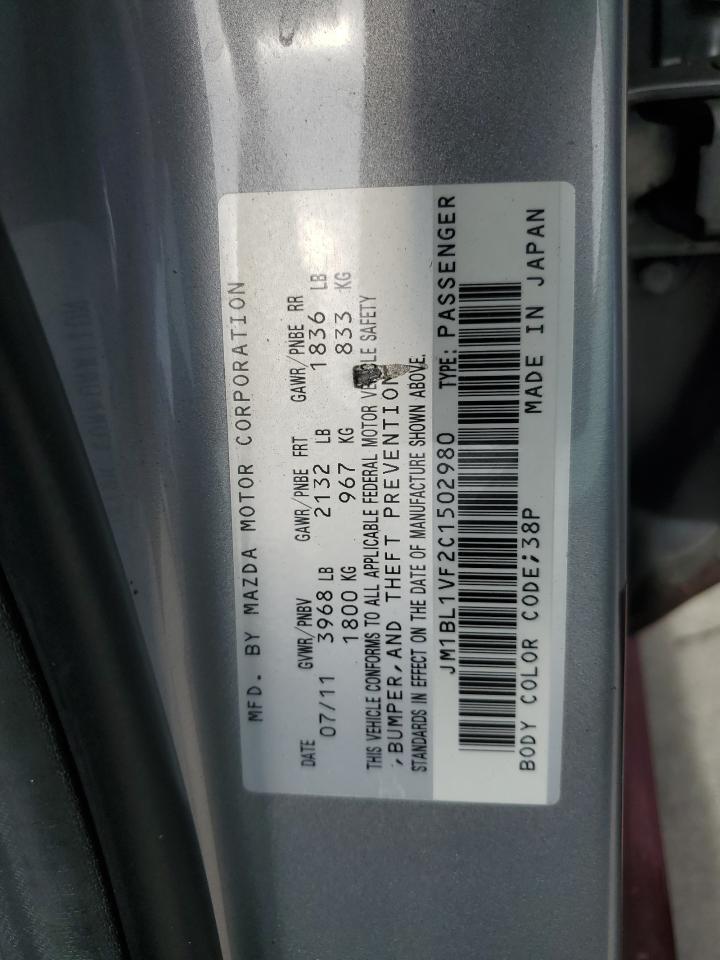 MFD. BY MAZDA MOTOR CORPORATION
DATE GVWR/PNBV GAWR/PNBE FRT GAWR/PNBE RR
07/11 3968 LB 2132 LB 1836 LB
1800 KG 967 KG 833 KG
THIS VEHICLE CONFORMS TO ALL APPLICABLE FEDERAL MOTOR VEHICLE SAFETY
,BUMPER,AND THEFT PREVENTION
STANDARDS IN EFFECT ON THE DATE OF MANUFACTURE SHOWN ABOVE.
JM1BL1VF2C1502980 TYPE: PASSENGER
BODY COLOR CODE;38P MADE IN JAPAN